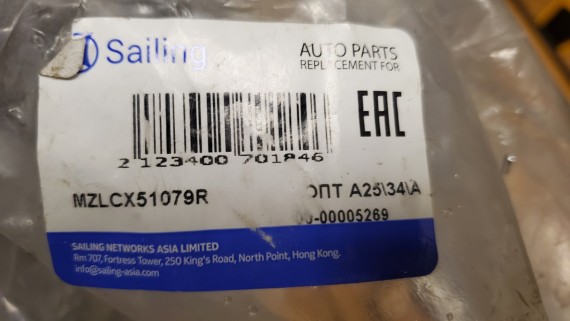 Sailing
AUTO PARTS
REPLACEMENT FOR
EAC
2 123400 701846
MZLCX51079R
ОПТ A25\34\A
00-00005269
SAILING NETWORKS ASIA LIMITED
Rm 707, Fortress Tower, 250 King's Road, North Point, Hong Kong.
info@sailing-asia.com